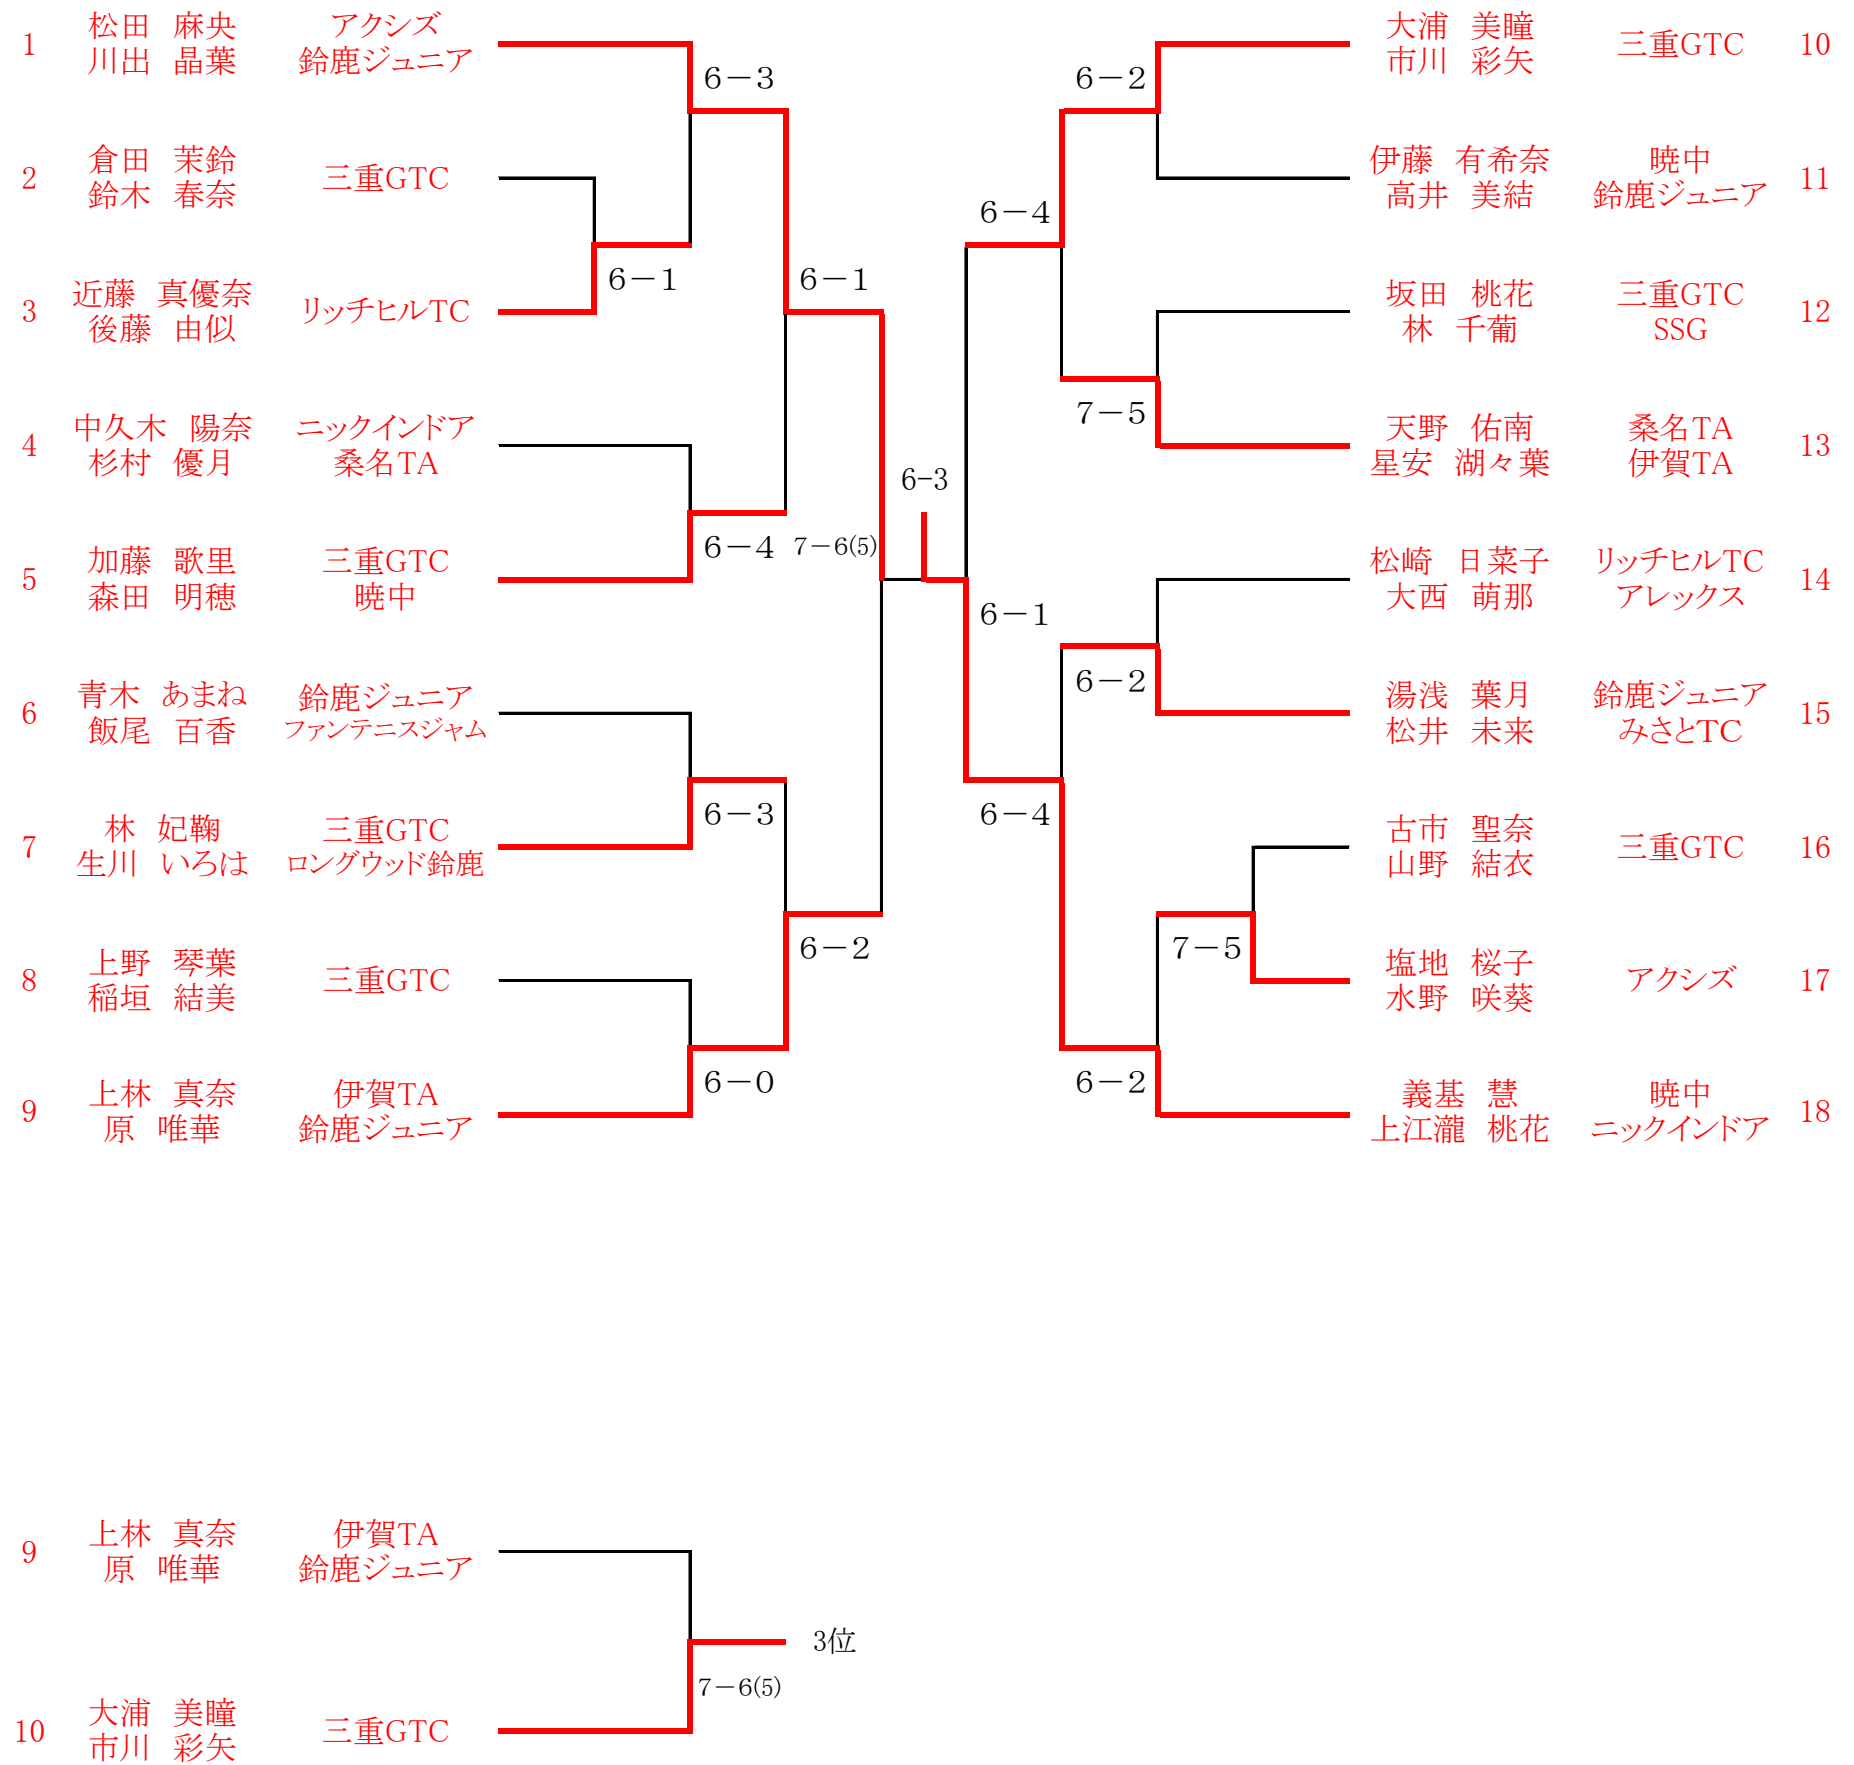 1
松田　麻央
川出　晶葉
アクシズ
鈴鹿ジュニア
2
倉田　茉鈴
鈴木　春奈
三重GTC
3
近藤　真優奈
後藤　由似
リッチヒルTC
4
中久木　陽奈
杉村　優月
ニックインドア
桑名TA
5
加藤　歌里
森田　明穂
三重GTC
暁中
6
青木　あまね
飯尾　百香
鈴鹿ジュニア
ファンテニスジャム
7
林　妃鞠
生川　いろは
三重GTC
ロングウッド鈴鹿
8
上野　琴葉
稲垣　結美
三重GTC
9
上林　真奈
原　唯華
伊賀TA
鈴鹿ジュニア
6－3
6－1
6－1
6－4
7－6(5)
6－3
6－2
6－0
6-3
6－2
6－4
7－5
6－1
6－2
6－4
7－5
6－2
大浦　美瞳
市川　彩矢
三重GTC
10
伊藤　有希奈
高井　美結
暁中
鈴鹿ジュニア
11
坂田　桃花
林　千葡
三重GTC
SSG
12
天野　佑南
星安　湖々葉
桑名TA
伊賀TA
13
松崎　日菜子
大西　萌那
リッチヒルTC
アレックス
14
湯浅　葉月
松井　未来
鈴鹿ジュニア
みさとTC
15
古市　聖奈
山野　結衣
三重GTC
16
塩地　桜子
水野　咲葵
アクシズ
17
義基　慧
上江瀧　桃花
暁中
ニックインドア
18
9
上林　真奈
原　唯華
伊賀TA
鈴鹿ジュニア
3位
7－6(5)
10
大浦　美瞳
市川　彩矢
三重GTC